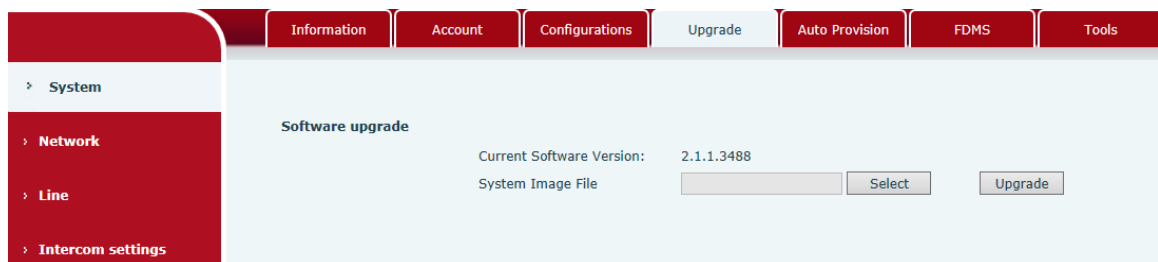 Information Account Configurations Upgrade Auto Provision FDMS Tools
System
Network
Line
Intercom settings
Software upgrade
Current Software Version: 2.1.1.3488
System Image File Select Upgrade